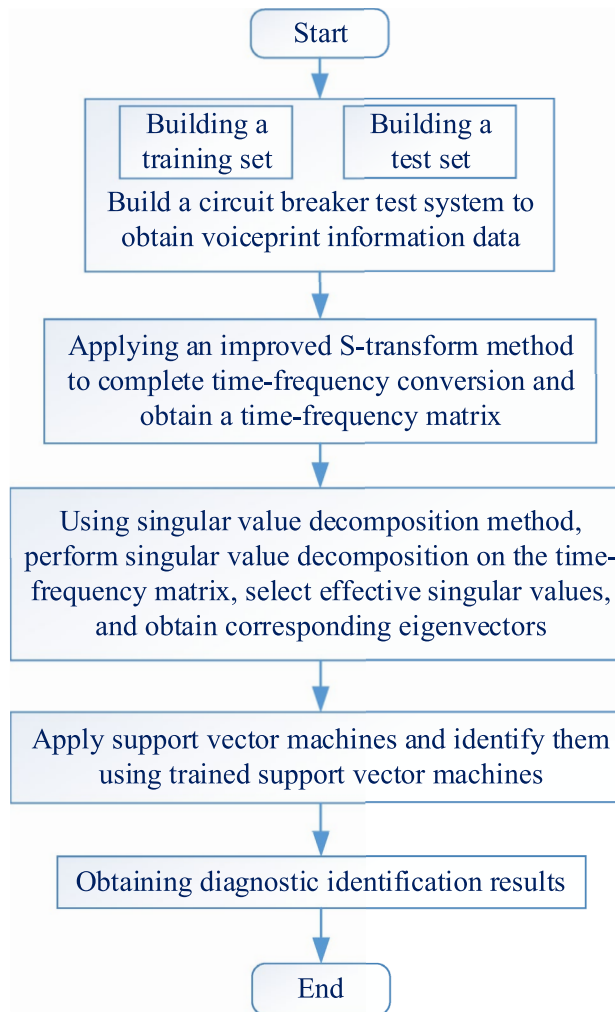 Start
Building a
training set
Building a
test set
Build a circuit breaker test system to
obtain voiceprint information data
Applying an improved S-transform method
to complete time-frequency conversion and
obtain a time-frequency matrix
Using singular value decomposition method,
perform singular value decomposition on the time-
frequency matrix, select effective singular values,
and obtain corresponding eigenvectors
Apply support vector machines and identify them
using trained support vector machines
Obtaining diagnostic identification results
End